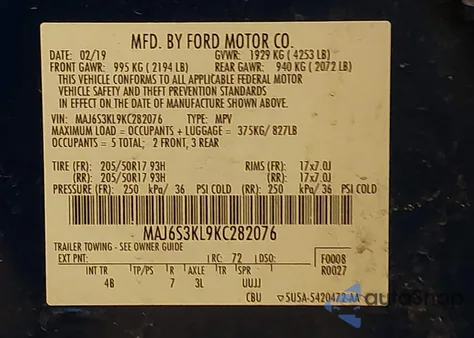 MFD. BY FORD MOTOR CO.
DATE: 02/19 GVWR: 1929 KG ( 4253 LB)
FRONT GAWR: 995 KG ( 2194 LB) REAR GAWR: 940 KG ( 2072 LB)
THIS VEHICLE CONFORMS TO ALL APPLICABLE FEDERAL MOTOR
VEHICLE SAFETY AND THEFT PREVENTION STANDARDS
IN EFFECT ON THE DATE OF MANUFACTURE SHOWN ABOVE.
VIN: MAJ6S3KL9KC282076 TYPE: MPV
MAXIMUM LOAD = OCCUPANTS + LUGGAGE = 375KG/ 827LB
OCCUPANTS = 5 TOTAL; 2 FRONT, 3 REAR
TIRE (FR): 205/50R17 93H RIMS (FR): 17x7.0J
(RR): 205/50R17 93H (RR): 17x7.0J
PRESSURE (FR): 250 kPa/ 36 PSI COLD (RR): 250 kPa/ 36 PSI COLD
MAJ6S3KL9KC282076
TRAILER TOWING - SEE OWNER GUIDE
EXT PNT: RC: 72 DSO: F0008
R0027
INT TR TP/PS R AXLE TR SPR
4B 7 3L UUJJ
CBU 5U5A-5420472-AA
autoShop